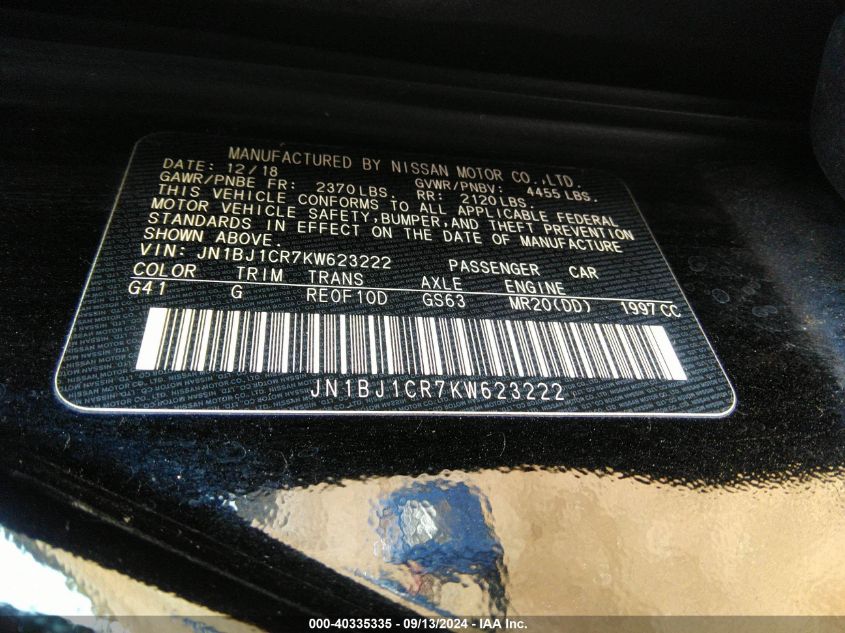 MANUFACTURED BY NISSAN MOTOR CO.,LTD.
DATE: 12/18 GVWR/PNBV: 4455 LBS.
GAWR/PNBE FR: 2370LBS. RR: 2120LBS.
THIS VEHICLE CONFORMS TO ALL APPLICABLE FEDERAL
MOTOR VEHICLE SAFETY,BUMPER,AND THEFT PREVENTION
STANDARDS IN EFFECT ON THE DATE OF MANUFACTURE
SHOWN ABOVE.
VIN: JN1BJ1CR7KW623222 PASSENGER CAR
COLOR TRIM TRANS AXLE ENGINE
G41 G RE0F10D GS63 MR20(DD) 1997CC
JN1BJ1CR7KW623222
000-40335335 - 09/13/2024 - IAA Inc.